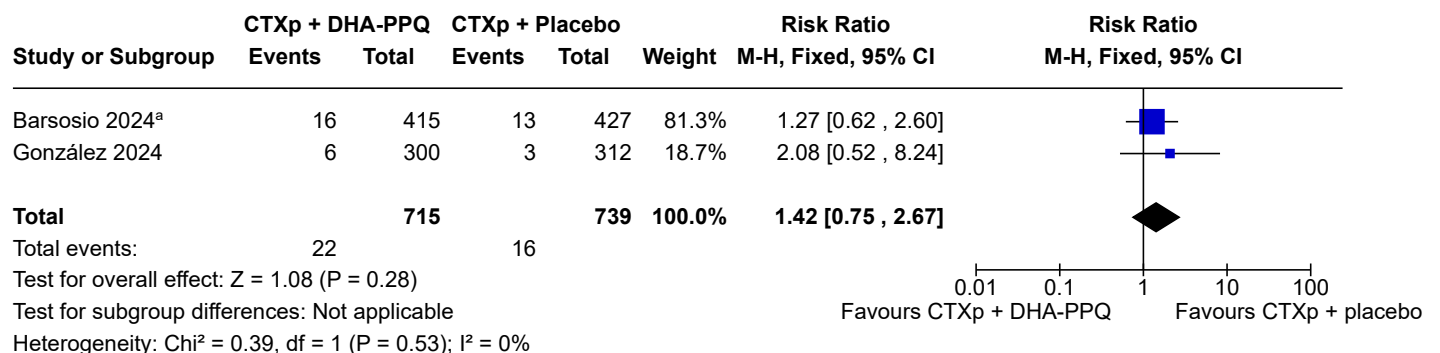 CTXp + DHA-PPQ CTXp + Placebo Risk Ratio Risk Ratio
Study or Subgroup Events Total Events Total Weight M-H, Fixed, 95% CI M-H, Fixed, 95% CI
Barsosio 2024ᵃ 16 415 13 427 81.3% 1.27 [0.62 , 2.60]
González 2024 6 300 3 312 18.7% 2.08 [0.52 , 8.24]
Total 715 739 100.0% 1.42 [0.75 , 2.67]
Total events: 22 16
Test for overall effect: Z = 1.08 (P = 0.28)
0.01 0.1 1 10 100
Test for subgroup differences: Not applicable Favours CTXp + DHA-PPQ Favours CTXp + placebo
Heterogeneity: Chi² = 0.39, df = 1 (P = 0.53); I² = 0%